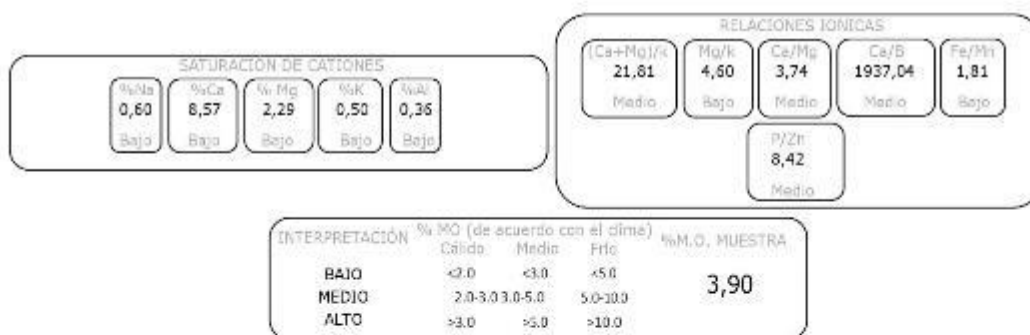 SATURACION DE CATIONES
%Na %Ca % Mg %K %Al
0,60 8,57 2,29 0,50 0,36
Bajo Bajo Bajo Bajo Bajo
RELACIONES IONICAS
(Ca+Mg)/k Mg/k Ca/Mg Ca/B Fe/Mn
21,81 4,60 3,74 1937,04 1,81
Medio Bajo Medio Medio Bajo
P/Zn
8,42
Medio
INTERPRETACIÓN % MO (de acuerdo con el clima) %M.O. MUESTRA
Cálido Medio Frío
BAJO <2.0 <3.0 <5.0
3,90
MEDIO 2.0-3.0 3.0-5.0 5.0-10.0
ALTO >3.0 >5.0 >10.0